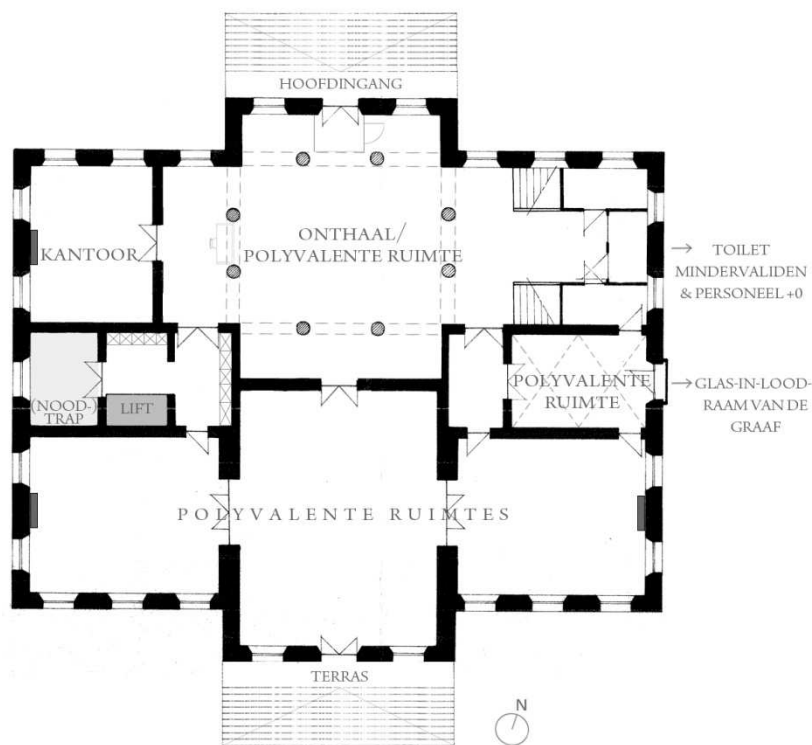 HOOFDINGANG
KANTOOR
ONTHAAL/
POLYVALENTE RUIMTE
→ TOILET
MINDERVALIDEN
& PERSONEEL +0
(NOOD-)
TRAP
LIFT
POLYVALENTE
RUIMTE
→ GLAS-IN-LOOD-
RAAM VAN DE
GRAAF
POLYVALENTE RUIMTES
TERRAS
N